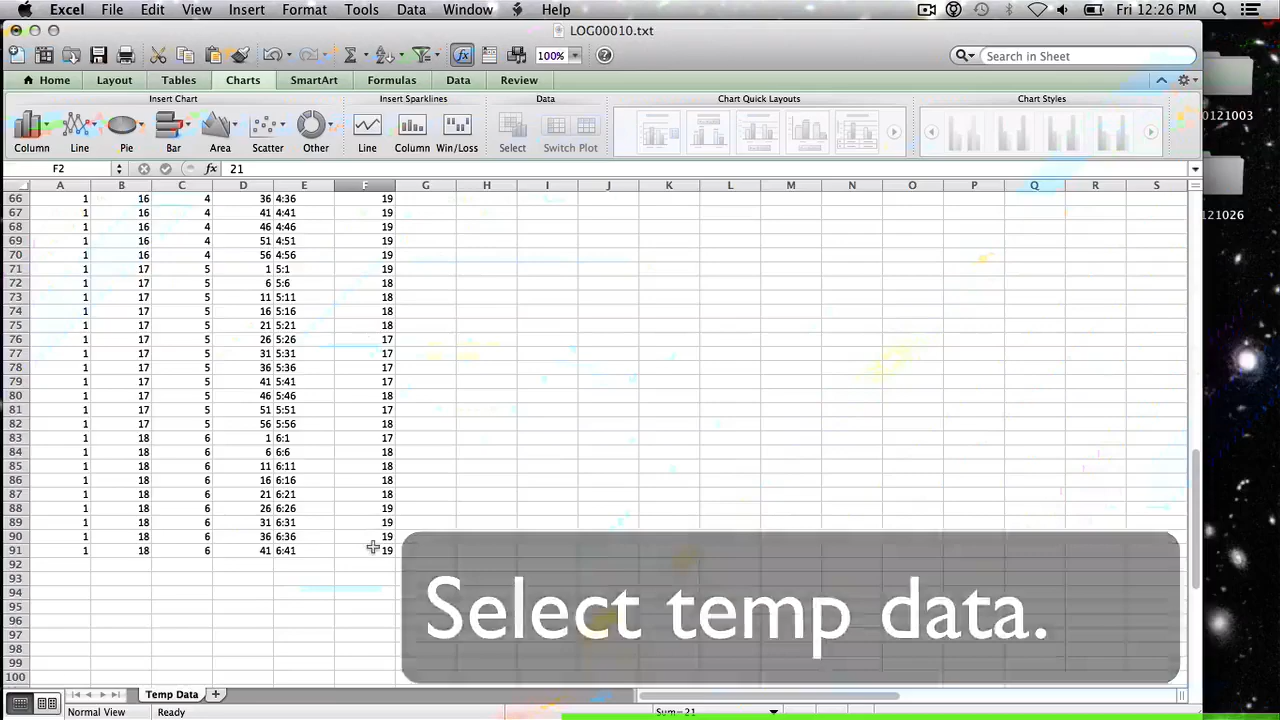 Excel File Edit View Insert Format Tools Data Window Help Fri 12:26 PM
LOG00010.txt
100% Search in Sheet
Home Layout Tables Charts SmartArt Formulas Data Review
Insert Chart Insert Sparklines Data Chart Quick Layouts Chart Styles
Column Line Pie Bar Area Scatter Other Line Column Win/Loss Select Switch Plot
0121003
F2 fx 21
A B C D E F G H I J K L M N O P Q R S
66 1 16 4 36 4:36 19
67 1 16 4 41 4:41 19
121026
68 1 16 4 46 4:46 19
69 1 16 4 51 4:51 19
70 1 16 4 56 4:56 19
71 1 17 5 1 5:1 19
72 1 17 5 6 5:6 18
73 1 17 5 11 5:11 18
74 1 17 5 16 5:16 18
75 1 17 5 21 5:21 18
76 1 17 5 26 5:26 17
77 1 17 5 31 5:31 17
78 1 17 5 36 5:36 17
79 1 17 5 41 5:41 17
80 1 17 5 46 5:46 18
81 1 17 5 51 5:51 17
82 1 17 5 56 5:56 18
83 1 18 6 1 6:1 17
84 1 18 6 6 6:6 18
85 1 18 6 11 6:11 18
86 1 18 6 16 6:16 18
87 1 18 6 21 6:21 18
88 1 18 6 26 6:26 19
89 1 18 6 31 6:31 19
90 1 18 6 36 6:36 19
91 1 18 6 41 6:41 19
92
93
94
95
96
97
98
99
100
Select temp data.
Temp Data
Normal View Ready Sum=21